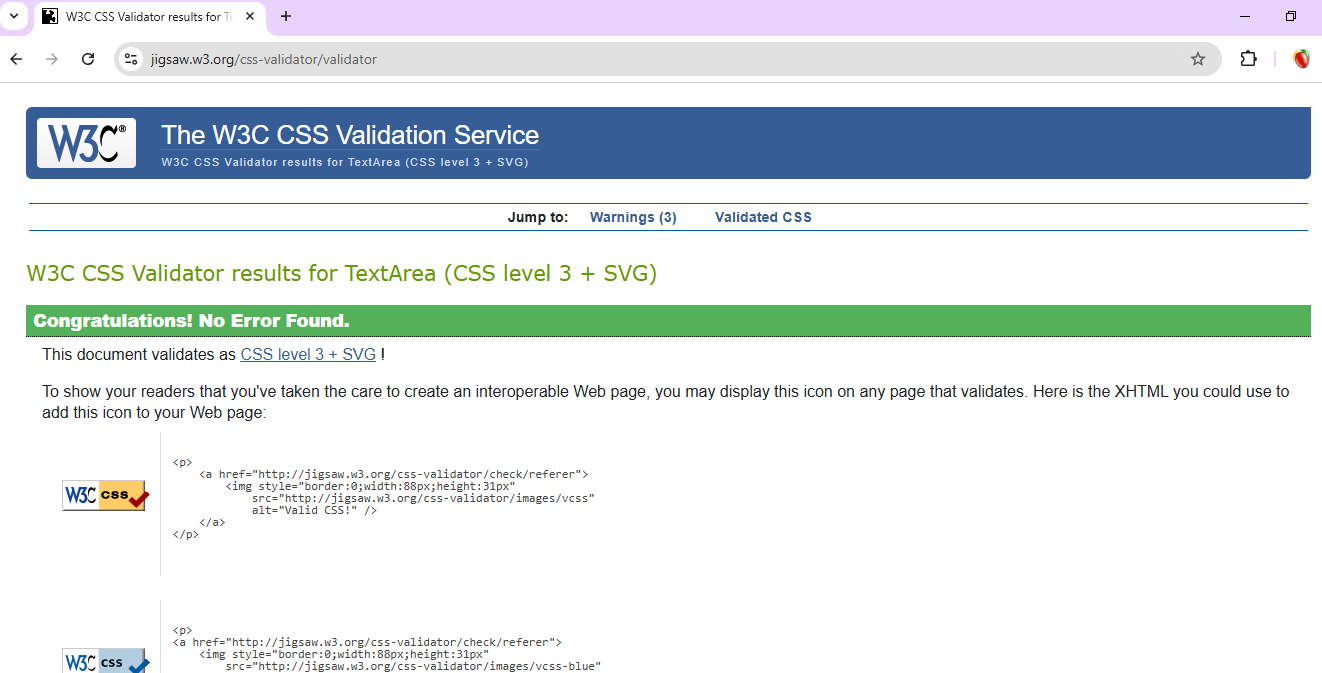 W3C CSS Validator results for Te
jigsaw.w3.org/css-validator/validator
W3C®
The W3C CSS Validation Service
W3C CSS Validator results for TextArea (CSS level 3 + SVG)
Jump to: Warnings (3) Validated CSS
W3C CSS Validator results for TextArea (CSS level 3 + SVG)
Congratulations! No Error Found.
This document validates as CSS level 3 + SVG !
To show your readers that you've taken the care to create an interoperable Web page, you may display this icon on any page that validates. Here is the XHTML you could use to
add this icon to your Web page:
W3C css
<p>
    <a href="http://jigsaw.w3.org/css-validator/check/referer">
        <img style="border:0;width:88px;height:31px"
            src="http://jigsaw.w3.org/css-validator/images/vcss"
            alt="Valid CSS!" />
    </a>
</p>
W3C css
<p>
<a href="http://jigsaw.w3.org/css-validator/check/referer">
    <img style="border:0;width:88px;height:31px"
        src="http://jigsaw.w3.org/css-validator/images/vcss-blue"